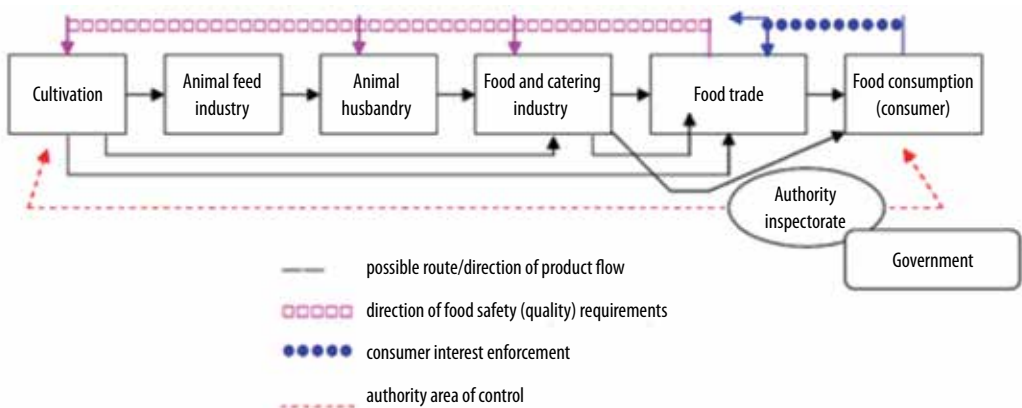 Cultivation
Animal feed
industry
Animal
husbandry
Food and catering
industry
Food trade
Food consumption
(consumer)
Authority
inspectorate
Government
possible route/direction of product flow
direction of food safety (quality) requirements
consumer interest enforcement
authority area of control